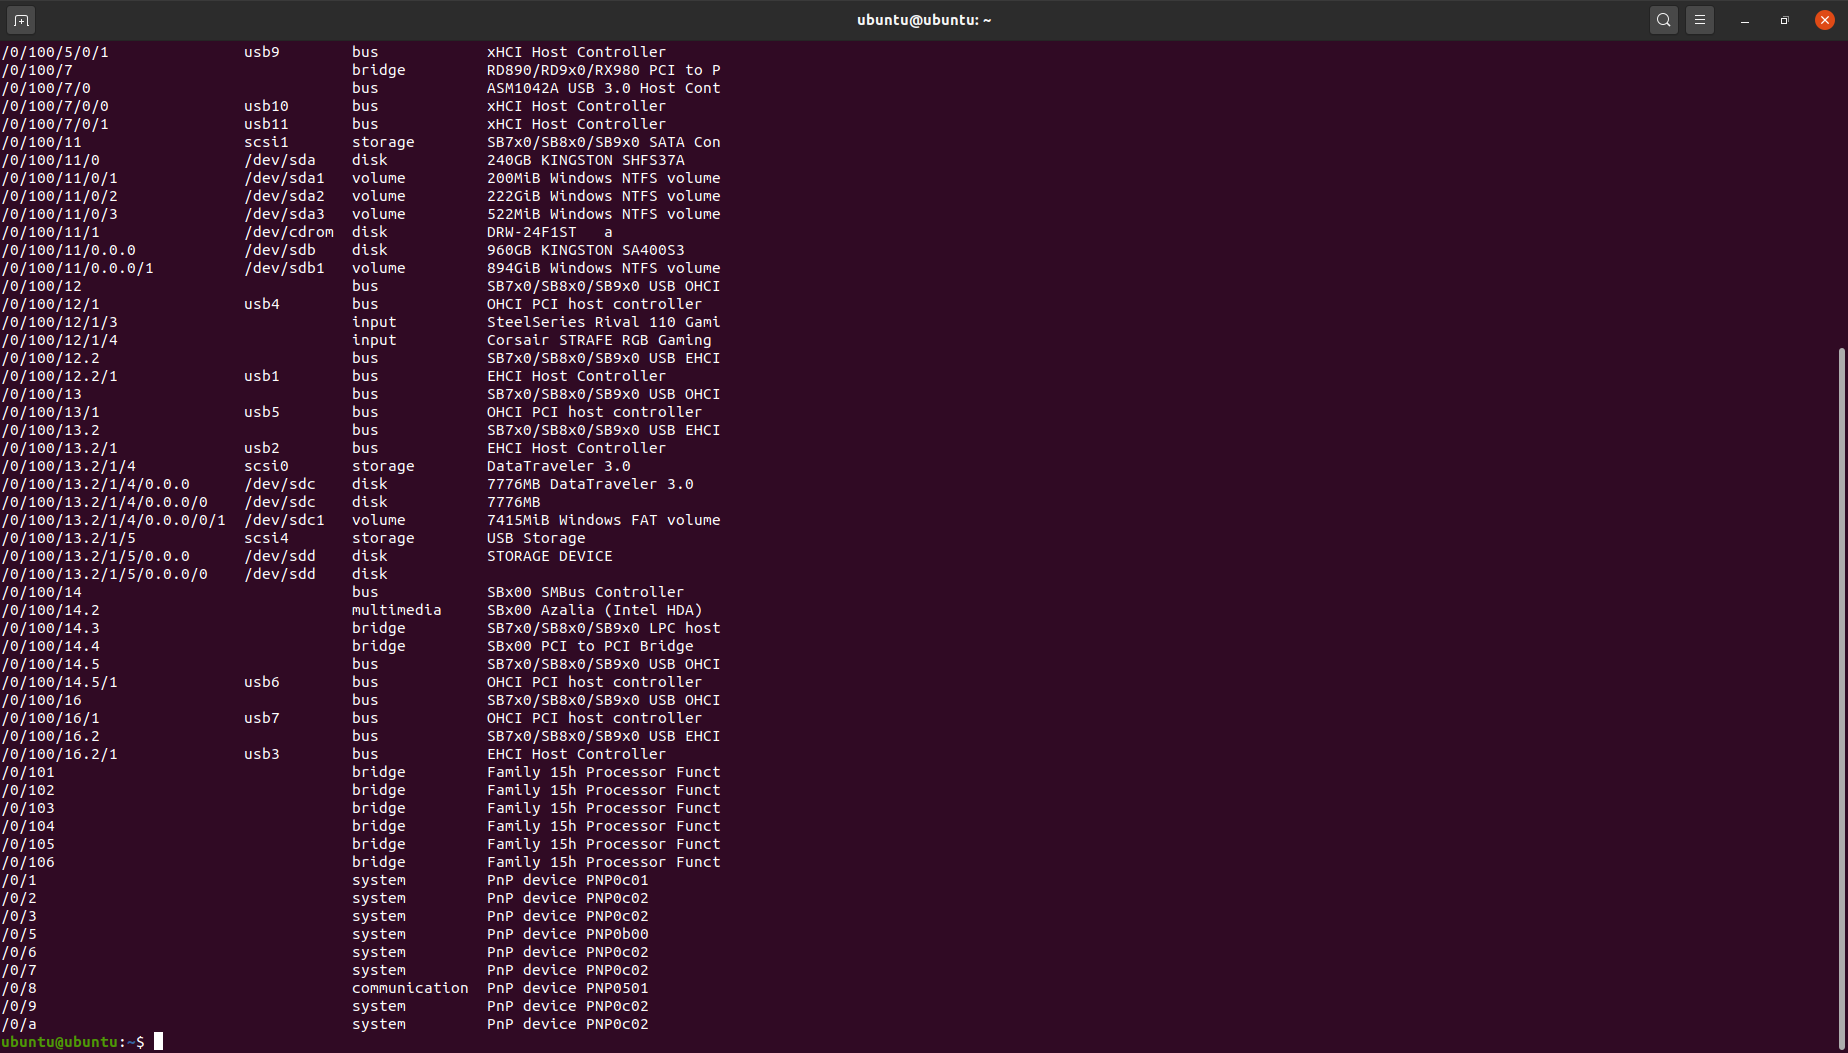 ubuntu@ubuntu: ~
/0/100/5/0/1 usb9 bus xHCI Host Controller
/0/100/7 bridge RD890/RD9x0/RX980 PCI to P
/0/100/7/0 bus ASM1042A USB 3.0 Host Cont
/0/100/7/0/0 usb10 bus xHCI Host Controller
/0/100/7/0/1 usb11 bus xHCI Host Controller
/0/100/11 scsi1 storage SB7x0/SB8x0/SB9x0 SATA Con
/0/100/11/0 /dev/sda disk 240GB KINGSTON SHFS37A
/0/100/11/0/1 /dev/sda1 volume 200MiB Windows NTFS volume
/0/100/11/0/2 /dev/sda2 volume 222GiB Windows NTFS volume
/0/100/11/0/3 /dev/sda3 volume 522MiB Windows NTFS volume
/0/100/11/1 /dev/cdrom disk DRW-24F1ST a
/0/100/11/0.0.0 /dev/sdb disk 960GB KINGSTON SA400S3
/0/100/11/0.0.0/1 /dev/sdb1 volume 894GiB Windows NTFS volume
/0/100/12 bus SB7x0/SB8x0/SB9x0 USB OHCI
/0/100/12/1 usb4 bus OHCI PCI host controller
/0/100/12/1/3 input SteelSeries Rival 110 Gami
/0/100/12/1/4 input Corsair STRAFE RGB Gaming
/0/100/12.2 bus SB7x0/SB8x0/SB9x0 USB EHCI
/0/100/12.2/1 usb1 bus EHCI Host Controller
/0/100/13 bus SB7x0/SB8x0/SB9x0 USB OHCI
/0/100/13/1 usb5 bus OHCI PCI host controller
/0/100/13.2 bus SB7x0/SB8x0/SB9x0 USB EHCI
/0/100/13.2/1 usb2 bus EHCI Host Controller
/0/100/13.2/1/4 scsi0 storage DataTraveler 3.0
/0/100/13.2/1/4/0.0.0 /dev/sdc disk 7776MB DataTraveler 3.0
/0/100/13.2/1/4/0.0.0/0 /dev/sdc disk 7776MB
/0/100/13.2/1/4/0.0.0/0/1 /dev/sdc1 volume 7415MiB Windows FAT volume
/0/100/13.2/1/5 scsi4 storage USB Storage
/0/100/13.2/1/5/0.0.0 /dev/sdd disk STORAGE DEVICE
/0/100/13.2/1/5/0.0.0/0 /dev/sdd disk
/0/100/14 bus SBx00 SMBus Controller
/0/100/14.2 multimedia SBx00 Azalia (Intel HDA)
/0/100/14.3 bridge SB7x0/SB8x0/SB9x0 LPC host
/0/100/14.4 bridge SBx00 PCI to PCI Bridge
/0/100/14.5 bus SB7x0/SB8x0/SB9x0 USB OHCI
/0/100/14.5/1 usb6 bus OHCI PCI host controller
/0/100/16 bus SB7x0/SB8x0/SB9x0 USB OHCI
/0/100/16/1 usb7 bus OHCI PCI host controller
/0/100/16.2 bus SB7x0/SB8x0/SB9x0 USB EHCI
/0/100/16.2/1 usb3 bus EHCI Host Controller
/0/101 bridge Family 15h Processor Funct
/0/102 bridge Family 15h Processor Funct
/0/103 bridge Family 15h Processor Funct
/0/104 bridge Family 15h Processor Funct
/0/105 bridge Family 15h Processor Funct
/0/106 bridge Family 15h Processor Funct
/0/1 system PnP device PNP0c01
/0/2 system PnP device PNP0c02
/0/3 system PnP device PNP0c02
/0/5 system PnP device PNP0b00
/0/6 system PnP device PNP0c02
/0/7 system PnP device PNP0c02
/0/8 communication PnP device PNP0501
/0/9 system PnP device PNP0c02
/0/a system PnP device PNP0c02
ubuntu@ubuntu:~$